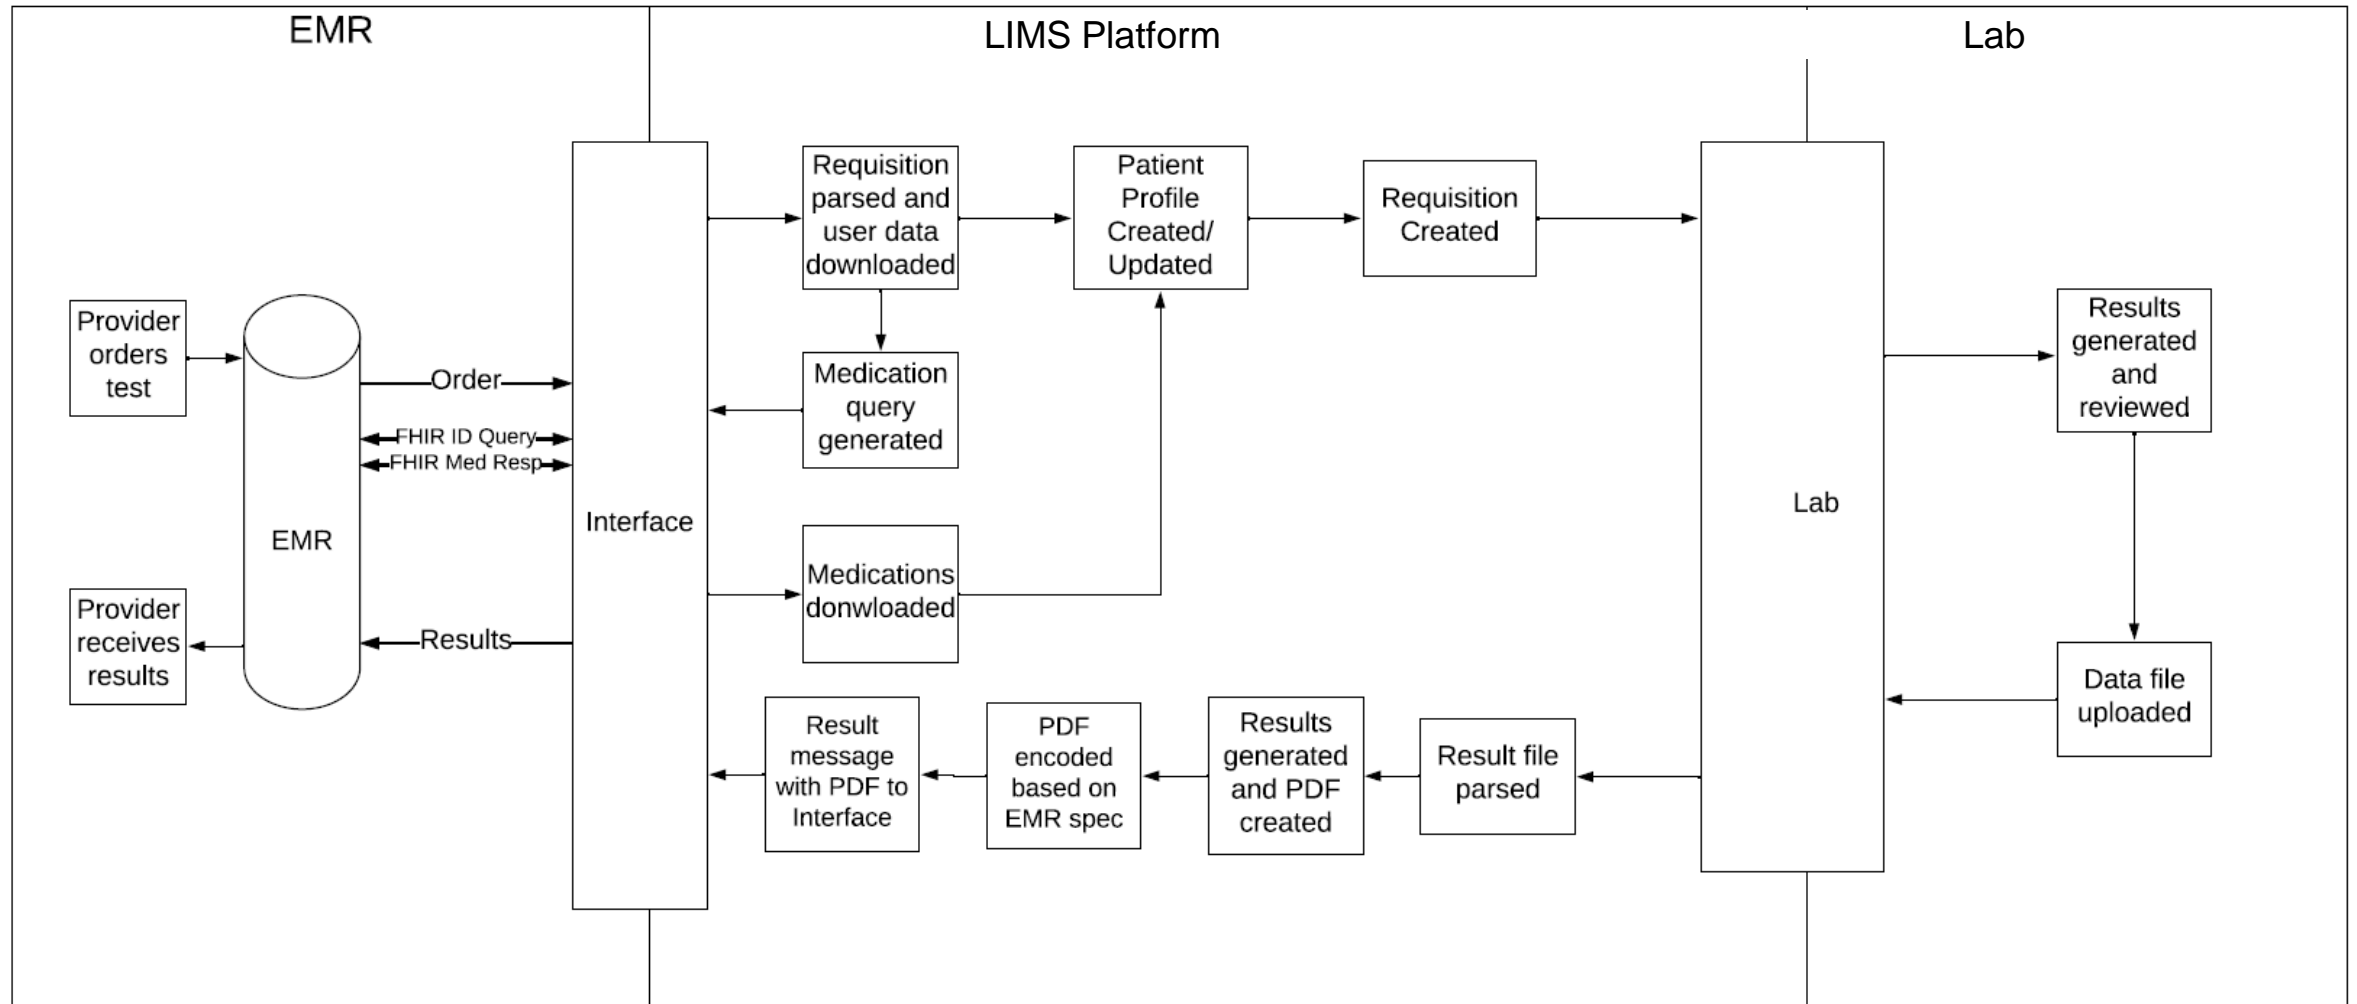 EMR
LIMS Platform
Lab
Provider
orders
test
EMR
Provider
receives
results
Order
FHIR ID Query
FHIR Med Resp
Results
Interface
Requisition
parsed and
user data
downloaded
Patient
Profile
Created/
Updated
Requisition
Created
Medication
query
generated
Medications
donwloaded
Lab
Results
generated
and
reviewed
Data file
uploaded
Result file
parsed
Results
generated
and PDF
created
PDF
encoded
based on
EMR spec
Result
message
with PDF to
Interface